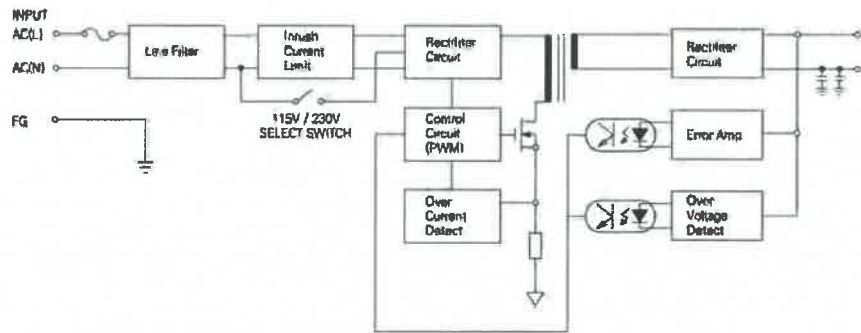 INPUT
AC(L)
AC(N)
FG
Line Filter
Inrush
Current
Limit
Rectifier
Circuit
115V / 230V
SELECT SWITCH
Control
Circuit
(PWM)
Over
Current
Detect
Rectifier
Circuit
Error Amp
Over
Voltage
Detect